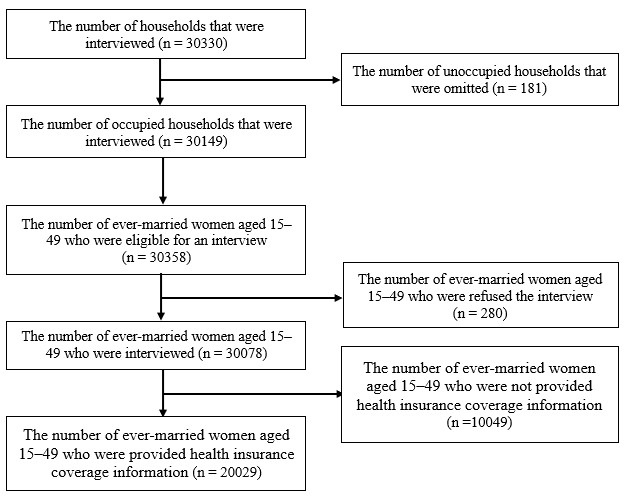 The number of households that were
interviewed (n = 30330)
The number of unoccupied households that
were omitted (n = 181)
The number of occupied households that were
interviewed (n = 30149)
The number of ever-married women aged 15–
49 who were eligible for an interview
(n = 30358)
The number of ever-married women aged
15–49 who were refused the interview
(n = 280)
The number of ever-married women aged 15–
49 who were interviewed (n = 30078)
The number of ever-married women
aged 15–49 who were not provided
health insurance coverage information
(n =10049)
The number of ever-married women aged
15–49 who were provided health insurance
coverage information (n = 20029)